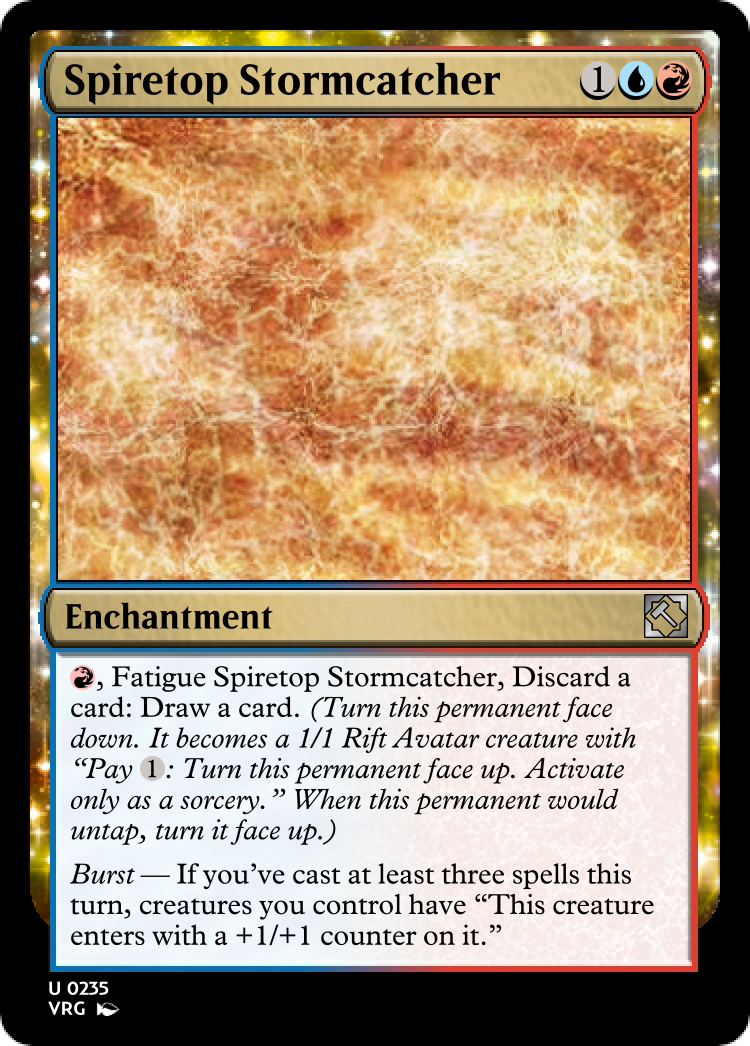 Spiretop Stormcatcher 1
Enchantment
, Fatigue Spiretop Stormcatcher, Discard a
card: Draw a card. (Turn this permanent face
down. It becomes a 1/1 Rift Avatar creature with
“Pay 1: Turn this permanent face up. Activate
only as a sorcery.” When this permanent would
untap, turn it face up.)
Burst — If you’ve cast at least three spells this
turn, creatures you control have “This creature
enters with a +1/+1 counter on it.”
U 0235
VRG